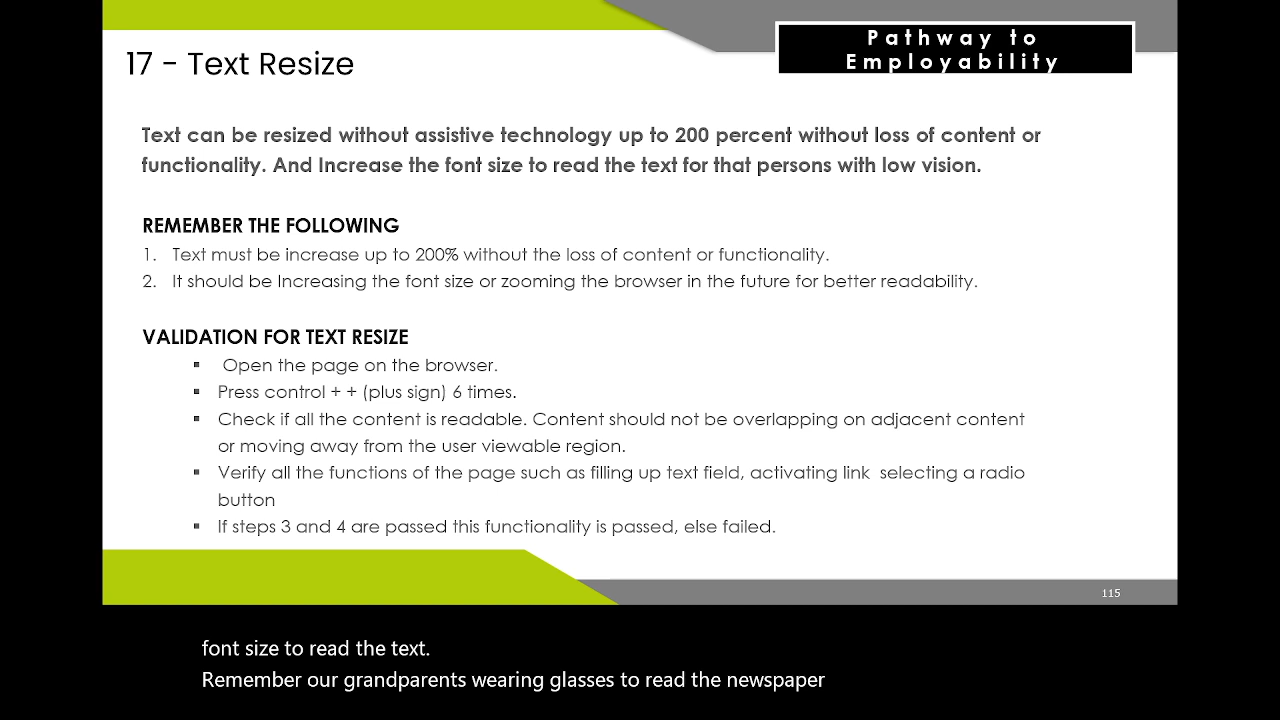 Pathway to
Employability
17 - Text Resize
Text can be resized without assistive technology up to 200 percent without loss of content or
functionality. And Increase the font size to read the text for that persons with low vision.
REMEMBER THE FOLLOWING
1. Text must be increase up to 200% without the loss of content or functionality.
2. It should be Increasing the font size or zooming the browser in the future for better readability.
VALIDATION FOR TEXT RESIZE
▪ Open the page on the browser.
▪ Press control + + (plus sign) 6 times.
▪ Check if all the content is readable. Content should not be overlapping on adjacent content
or moving away from the user viewable region.
▪ Verify all the functions of the page such as filling up text field, activating link selecting a radio
button
▪ If steps 3 and 4 are passed this functionality is passed, else failed.
115
font size to read the text.
Remember our grandparents wearing glasses to read the newspaper